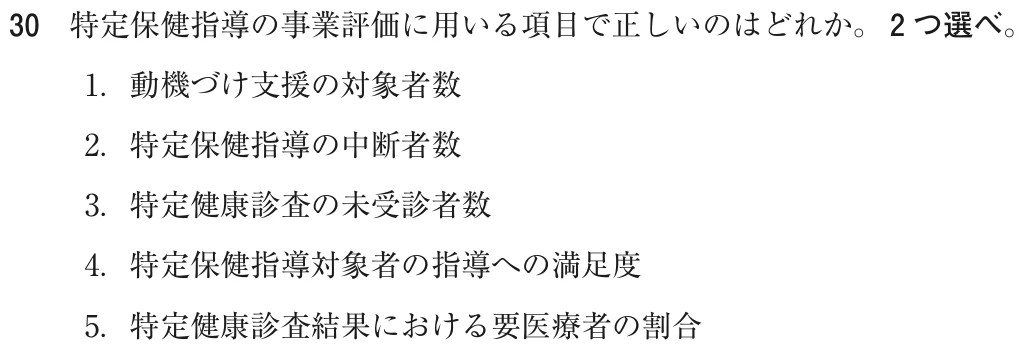 30 特定保健指導の事業評価に用いる項目で正しいのはどれか。2つ選べ。
1. 動機づけ支援の対象者数
2. 特定保健指導の中断者数
3. 特定健康診査の未受診者数
4. 特定保健指導対象者の指導への満足度
5. 特定健康診査結果における要医療者の割合